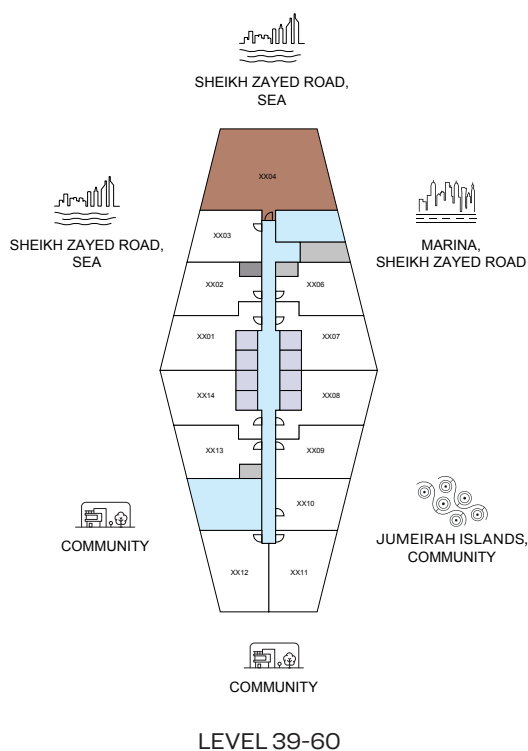 SHEIKH ZAYED ROAD,
SEA
XX04
SHEIKH ZAYED ROAD,
SEA
XX03
MARINA,
SHEIKH ZAYED ROAD
XX02
XX06
XX01
XX07
XX14
XX08
XX13
XX09
XX10
COMMUNITY
JUMEIRAH ISLANDS,
COMMUNITY
XX12
XX11
COMMUNITY
LEVEL 39-60